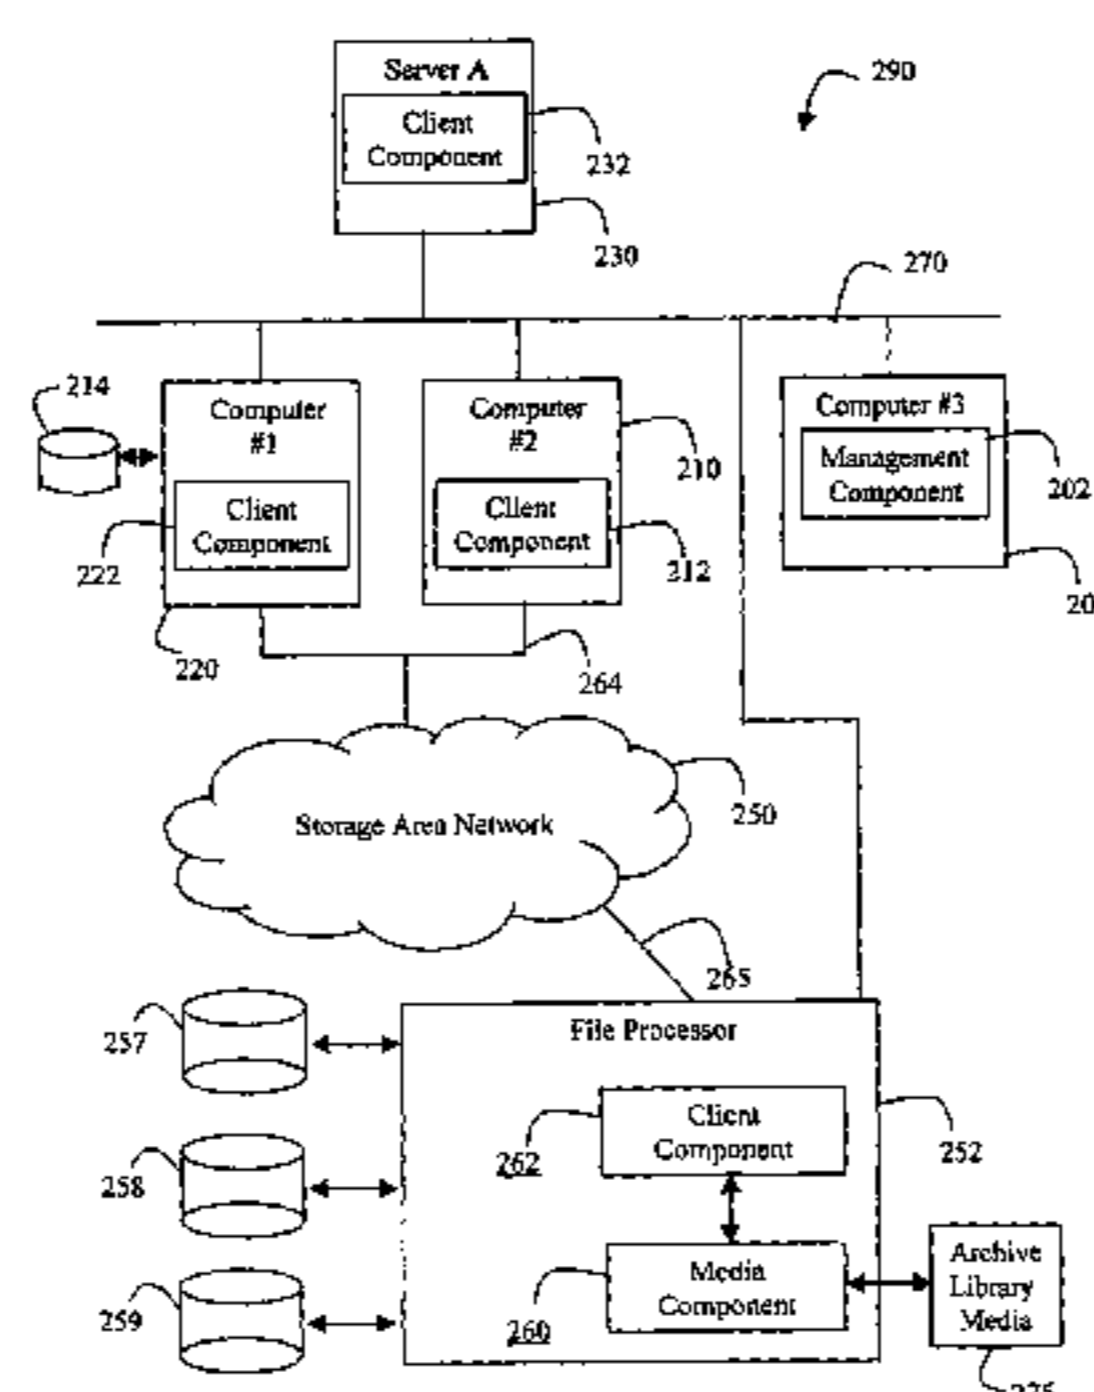 Server A
Client
Component
232
230
290
270
214
Computer
#1
Client
Component
222
220
Computer
#2
Client
Component
210
212
264
Computer #3
Management
Component
202
20
Storage Area Network
250
265
257
258
259
File Processor
Client
Component
262
252
Media
Component
260
Archive
Library
Media